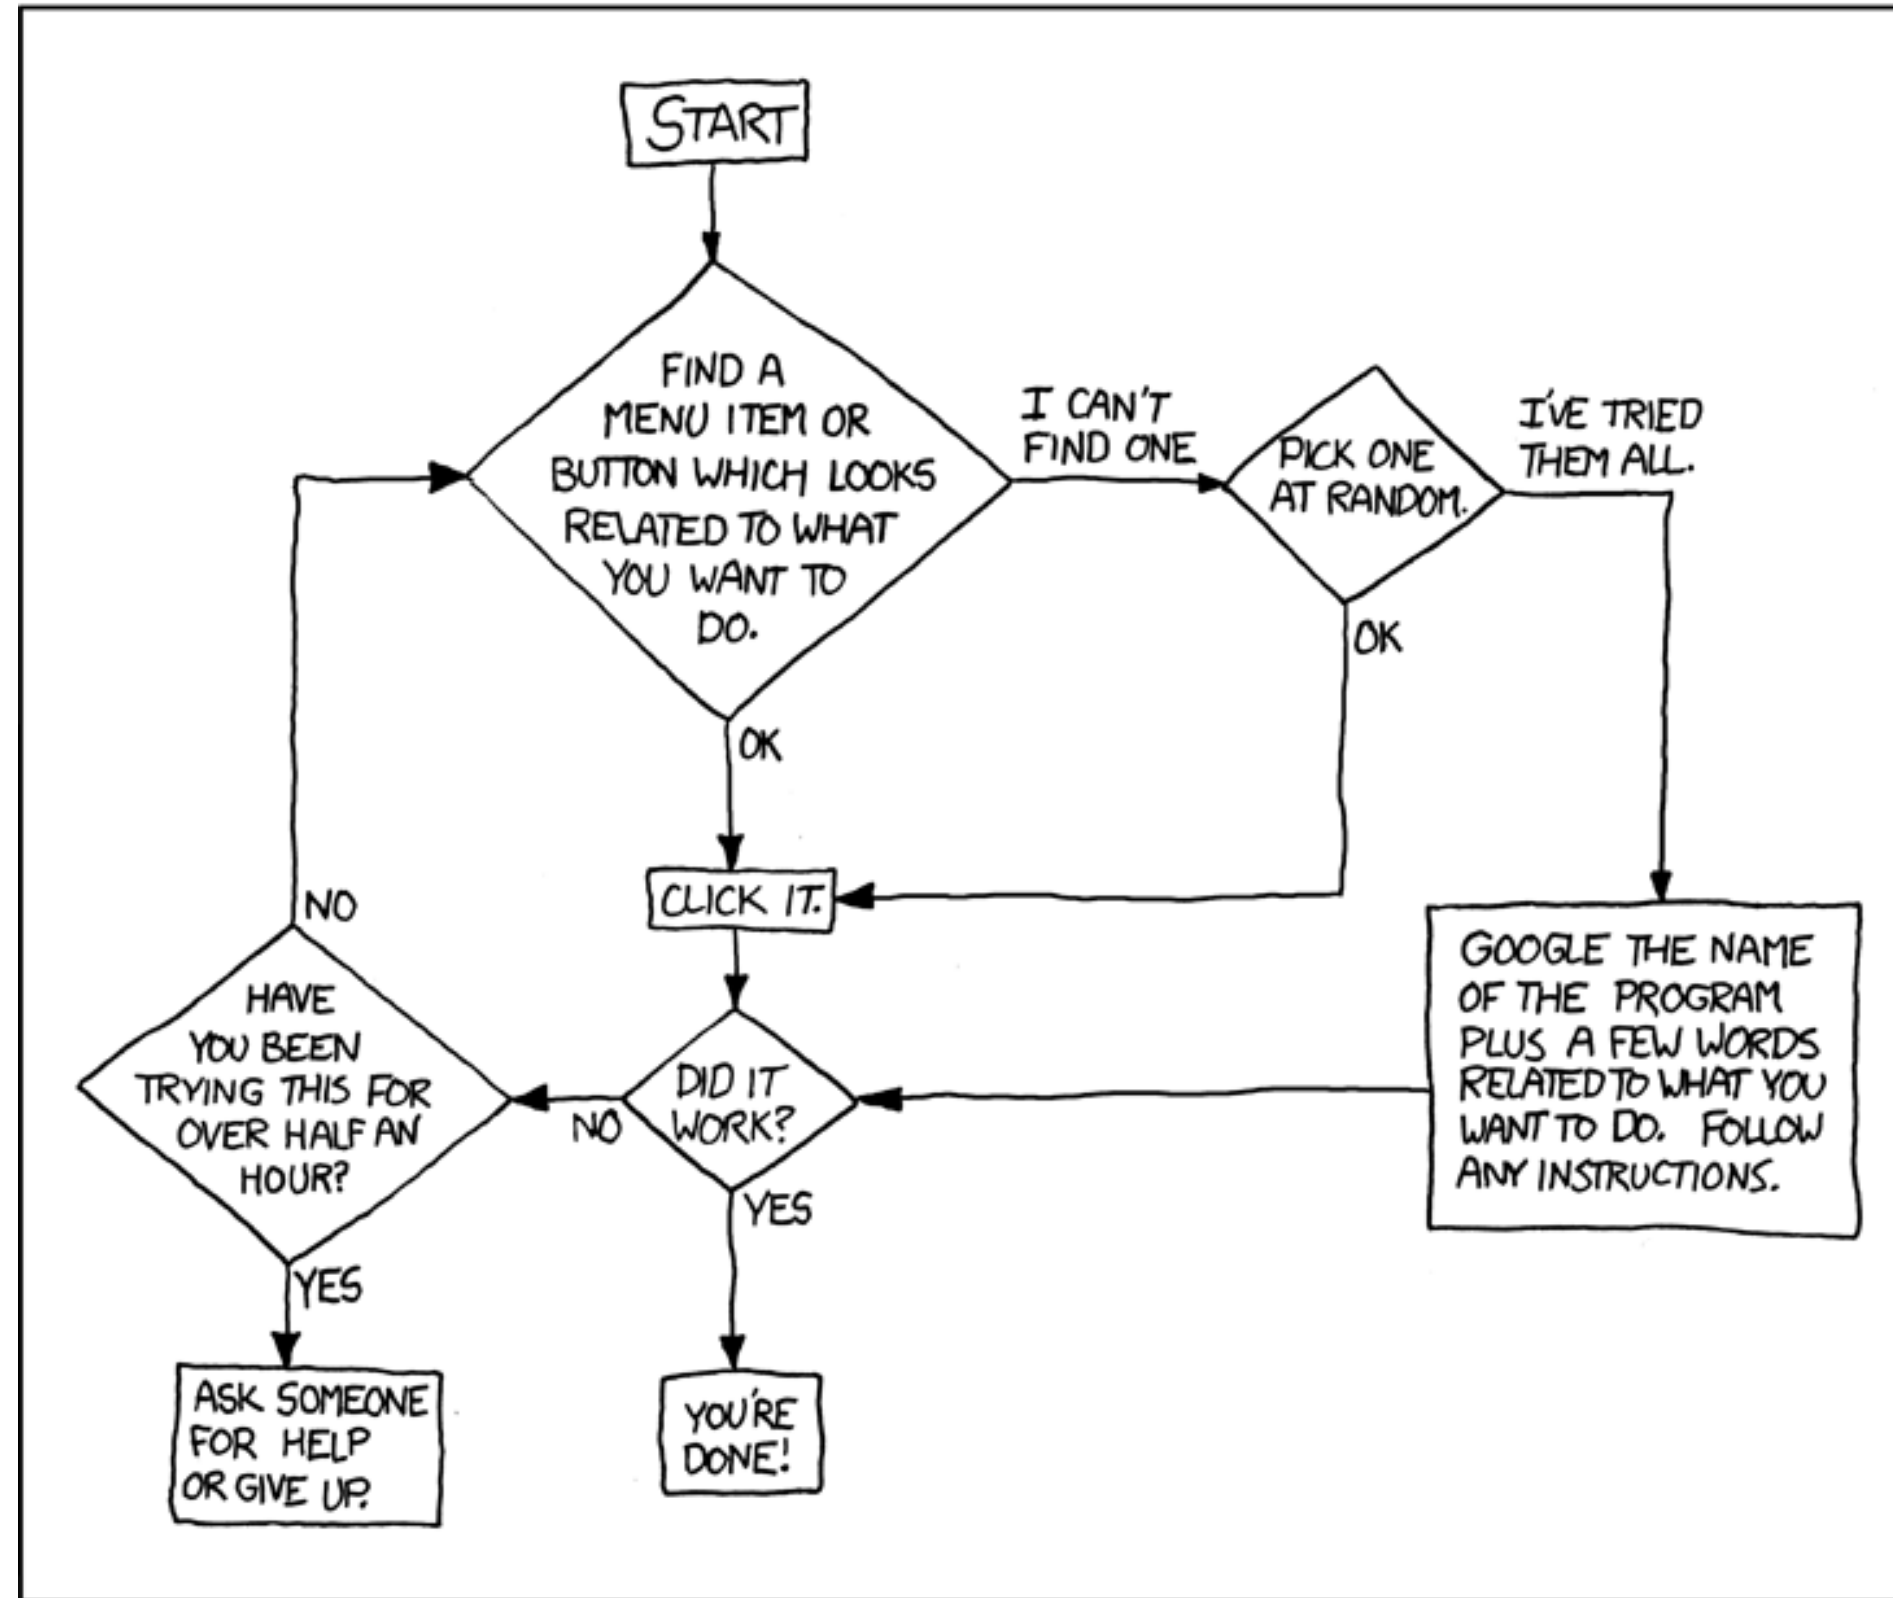 START
FIND A
MENU ITEM OR
BUTTON WHICH LOOKS
RELATED TO WHAT
YOU WANT TO
DO.
I CAN'T
FIND ONE
PICK ONE
AT RANDOM.
I'VE TRIED
THEM ALL.
OK
OK
CLICK IT.
NO
HAVE
YOU BEEN
TRYING THIS FOR
OVER HALF AN
HOUR?
NO
DID IT
WORK?
GOOGLE THE NAME
OF THE PROGRAM
PLUS A FEW WORDS
RELATED TO WHAT YOU
WANT TO DO. FOLLOW
ANY INSTRUCTIONS.
YES
YES
ASK SOMEONE
FOR HELP
OR GIVE UP.
YOU'RE
DONE!